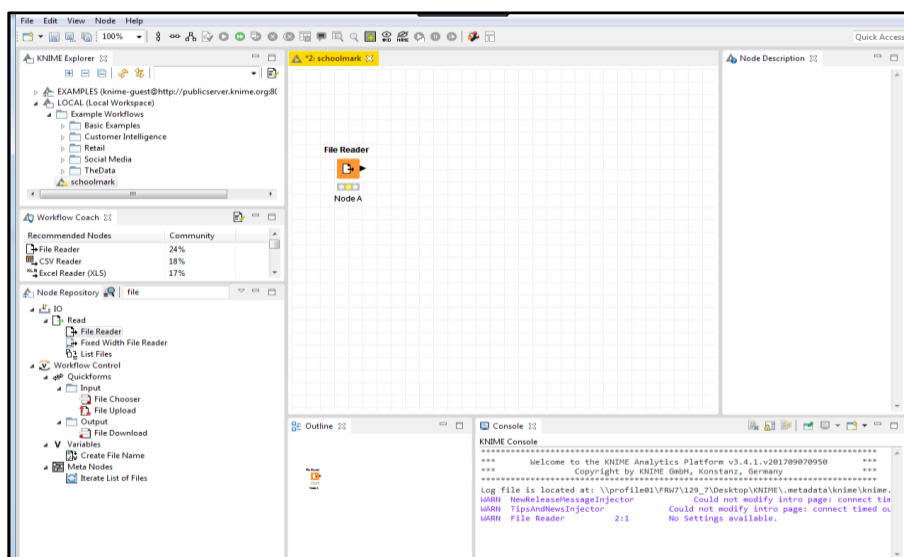 File Edit View Node Help
100%
Quick Access
KNIME Explorer
EXAMPLES (knime-guest@http://publicserver.knime.org:8(
LOCAL (Local Workspace)
Example Workflows
Basic Examples
Customer Intelligence
Retail
Social Media
TheData
schoolmark
Workflow Coach
Recommended Nodes Community
File Reader 24%
CSV Reader 18%
Excel Reader (XLS) 17%
Node Repository file
IO
Read
File Reader
Fixed Width File Reader
List Files
Workflow Control
Quickforms
Input
File Chooser
File Upload
Output
File Download
Variables
Create File Name
Meta Nodes
Iterate List of Files
*2: schoolmark
File Reader
Node A
Node Description
Outline
Console
KNIME Console
*** Welcome to the KNIME Analytics Platform v3.4.1.v201709070950 ***
*** Copyright by KNIME GmbH, Konstanz, Germany ***
Log file is located at: \\profile01\FRW7\129_7\Desktop\KNIME\.metadata\knime\knime.
WARN NewReleaseMessageInjector Could not modify intro page: connect tim
WARN TipsAndNewsInjector Could not modify intro page: connect timed ou
WARN File Reader 2:1 No Settings available.